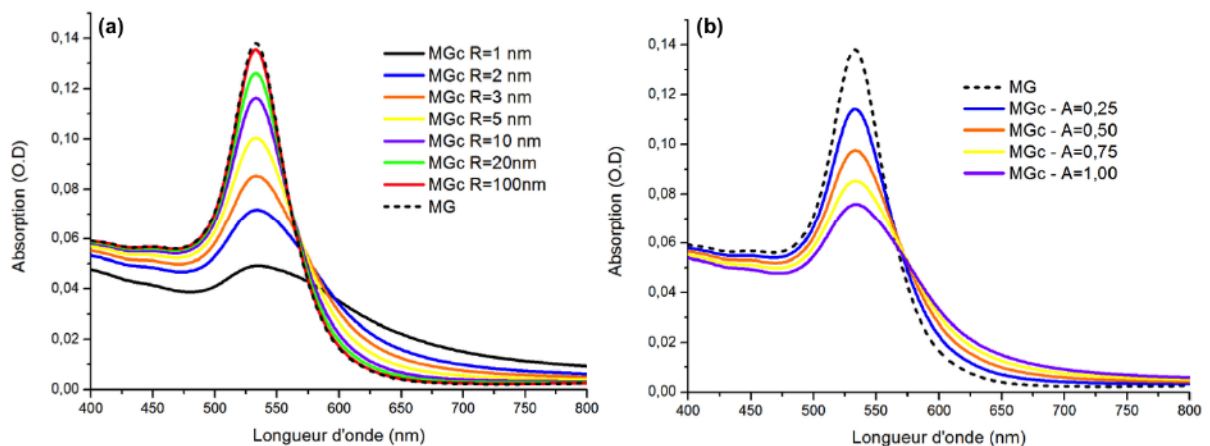 (a)
0,14
0,12
0,10
0,08
0,06
0,04
0,02
0,00
Absorption (O.D)
400 450 500 550 600 650 700 750 800
Longueur d'onde (nm)
MGc R=1 nm
MGc R=2 nm
MGc R=3 nm
MGc R=5 nm
MGc R=10 nm
MGc R=20nm
MGc R=100nm
MG
(b)
0,14
0,12
0,10
0,08
0,06
0,04
0,02
0,00
Absorption (O.D)
400 450 500 550 600 650 700 750 800
Longueur d'onde (nm)
MG
MGc - A=0,25
MGc - A=0,50
MGc - A=0,75
MGc - A=1,00